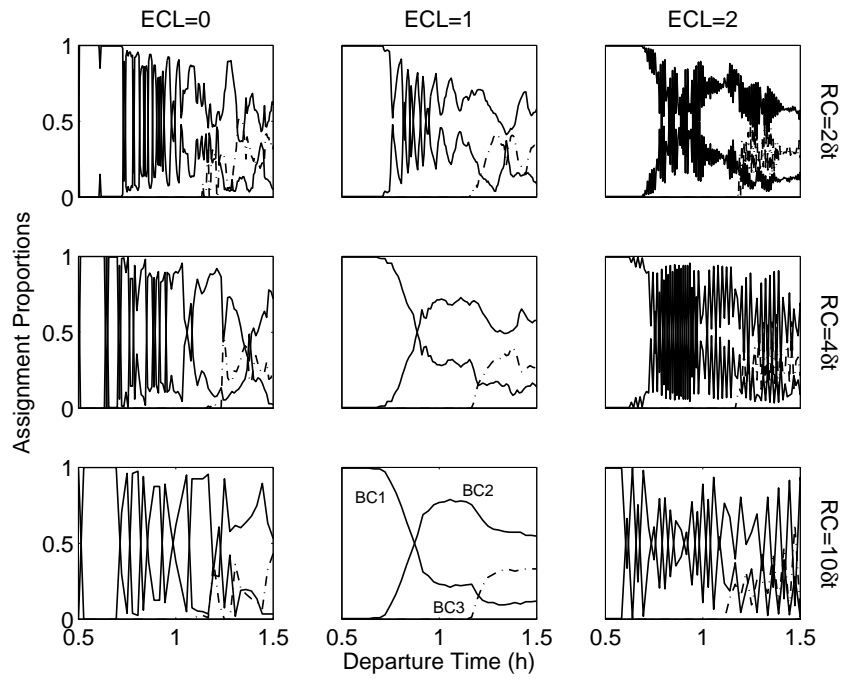 ECL=0
ECL=1
ECL=2
1
0.5
0
RC=2δt
Assignment Proportions
1
0.5
0
RC=4δt
1
0.5
0
BC1
BC2
BC3
RC=10δt
0.5
1
1.5
0.5
1
1.5
0.5
1
1.5
Departure Time (h)